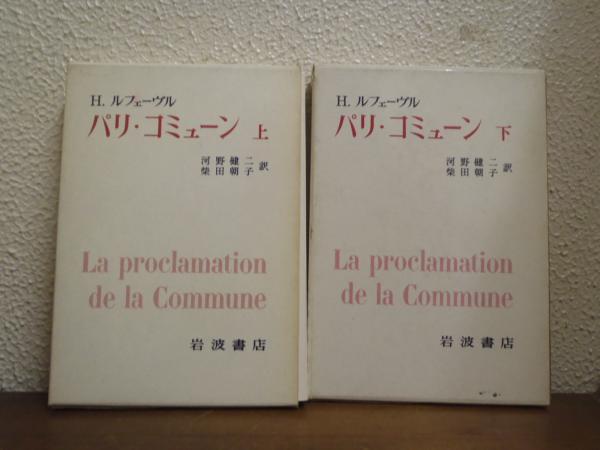 H. ルフェーヴル
パリ・コミューン 上
河野健二
柴田朝子 訳
La proclamation
de la Commune
岩波書店
H. ルフェーヴル
パリ・コミューン 下
河野健二
柴田朝子 訳
La proclamation
de la Commune
岩波書店